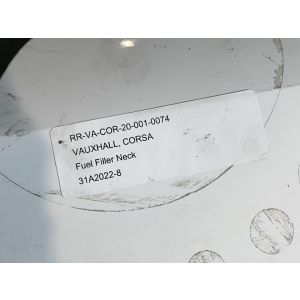 RR-VA-COR-20-001-0074
VAUXHALL, CORSA
Fuel Filler Neck
31A2022-8